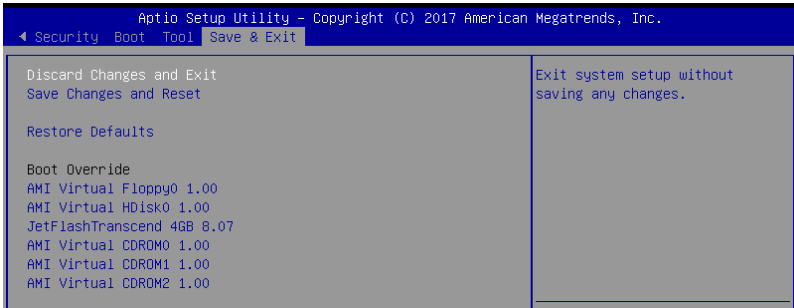 Aptio Setup Utility – Copyright (C) 2017 American Megatrends, Inc.
Security Boot Tool Save & Exit
Discard Changes and Exit
Save Changes and Reset
Restore Defaults
Boot Override
AMI Virtual Floppy0 1.00
AMI Virtual HDisk0 1.00
JetFlashTranscend 4GB 8.07
AMI Virtual CDROM0 1.00
AMI Virtual CDROM1 1.00
AMI Virtual CDROM2 1.00
Exit system setup without
saving any changes.